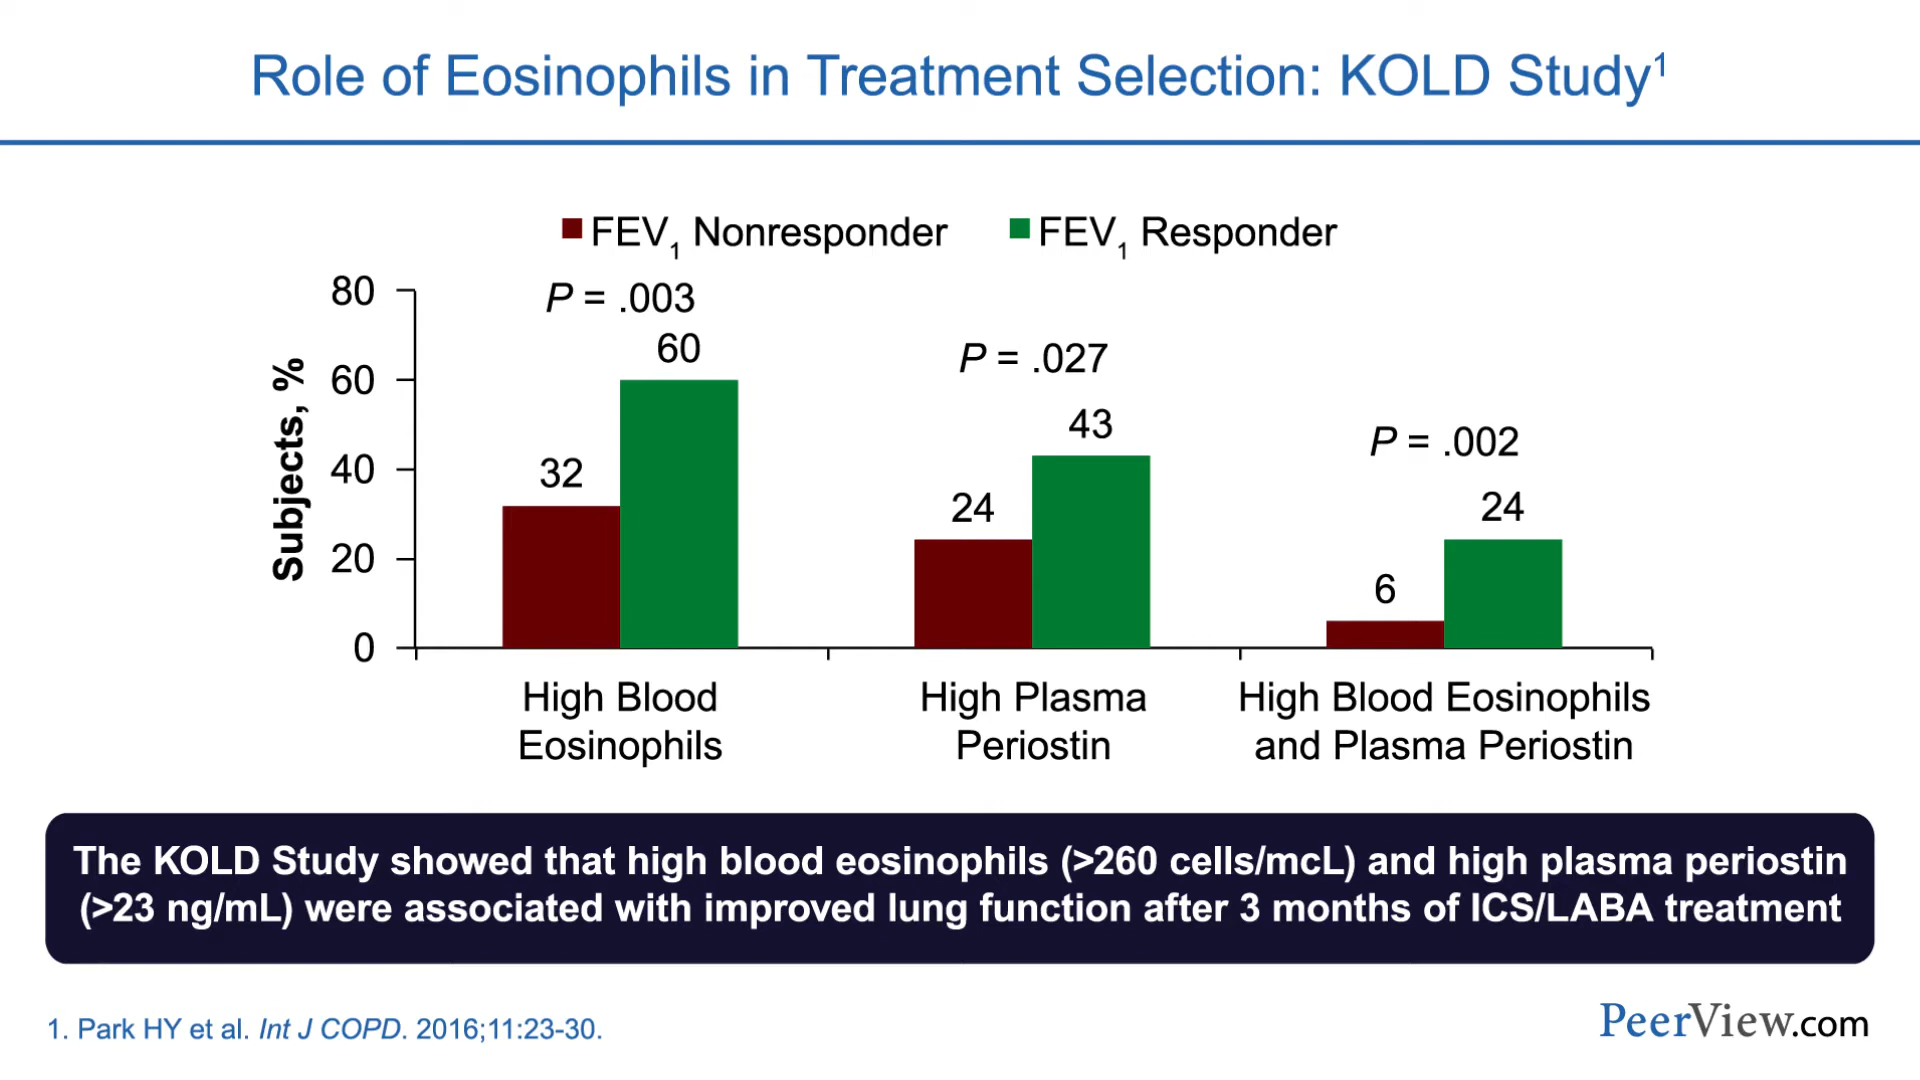 Role of Eosinophils in Treatment Selection: KOLD Study1
FEV1 Nonresponder
FEV1 Responder
Subjects, %
80
60
40
20
0
P = .003
32
60
P = .027
24
43
P = .002
6
24
High Blood
Eosinophils
High Plasma
Periostin
High Blood Eosinophils
and Plasma Periostin
The KOLD Study showed that high blood eosinophils (>260 cells/mcL) and high plasma periostin
(>23 ng/mL) were associated with improved lung function after 3 months of ICS/LABA treatment
1. Park HY et al. Int J COPD. 2016;11:23-30.
PeerView.com